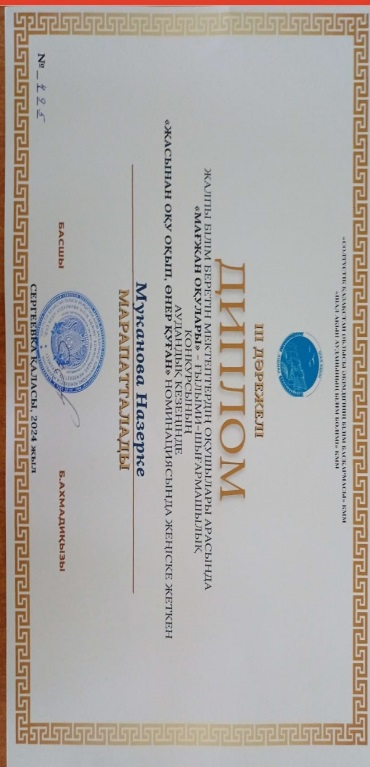 «СОЛТҮСТІК ҚАЗАҚСТАН ОБЛЫСЫ ӘКІМДІГІНІҢ БІЛІМ БАСҚАРМАСЫ» КММ
«ШАЛ АҚЫН АУДАНЫНЫҢ БІЛІМ БӨЛІМІ» КММ
III ДӘРЕЖЕЛІ
ДИПЛОМ
ЖАЛПЫ БІЛІМ БЕРЕТІН МЕКТЕПТЕРДІҢ ОҚУШЫЛАРЫ АРАСЫНДА
«МАҒЖАН ОҚУЛАРЫ» - ҒЫЛЫМИ-ШЫҒАРМАШЫЛЫҚ
КОНКУРСЫНЫҢ
АУДАНДЫҚ КЕЗЕҢІНДЕ
«ЖАСЫНАН ОҚУ ОҚЫП, ӨНЕР ҚУҒАН» НОМИНАЦИЯСЫНДА ЖЕҢІСКЕ ЖЕТКЕН
Муканова Назерке
МАРАПАТТАЛАДЫ
БАСШЫ Б.АХМАДИҚЫЗЫ
СЕРГЕЕВКА ҚАЛАСЫ, 2024 ЖЫЛ
№